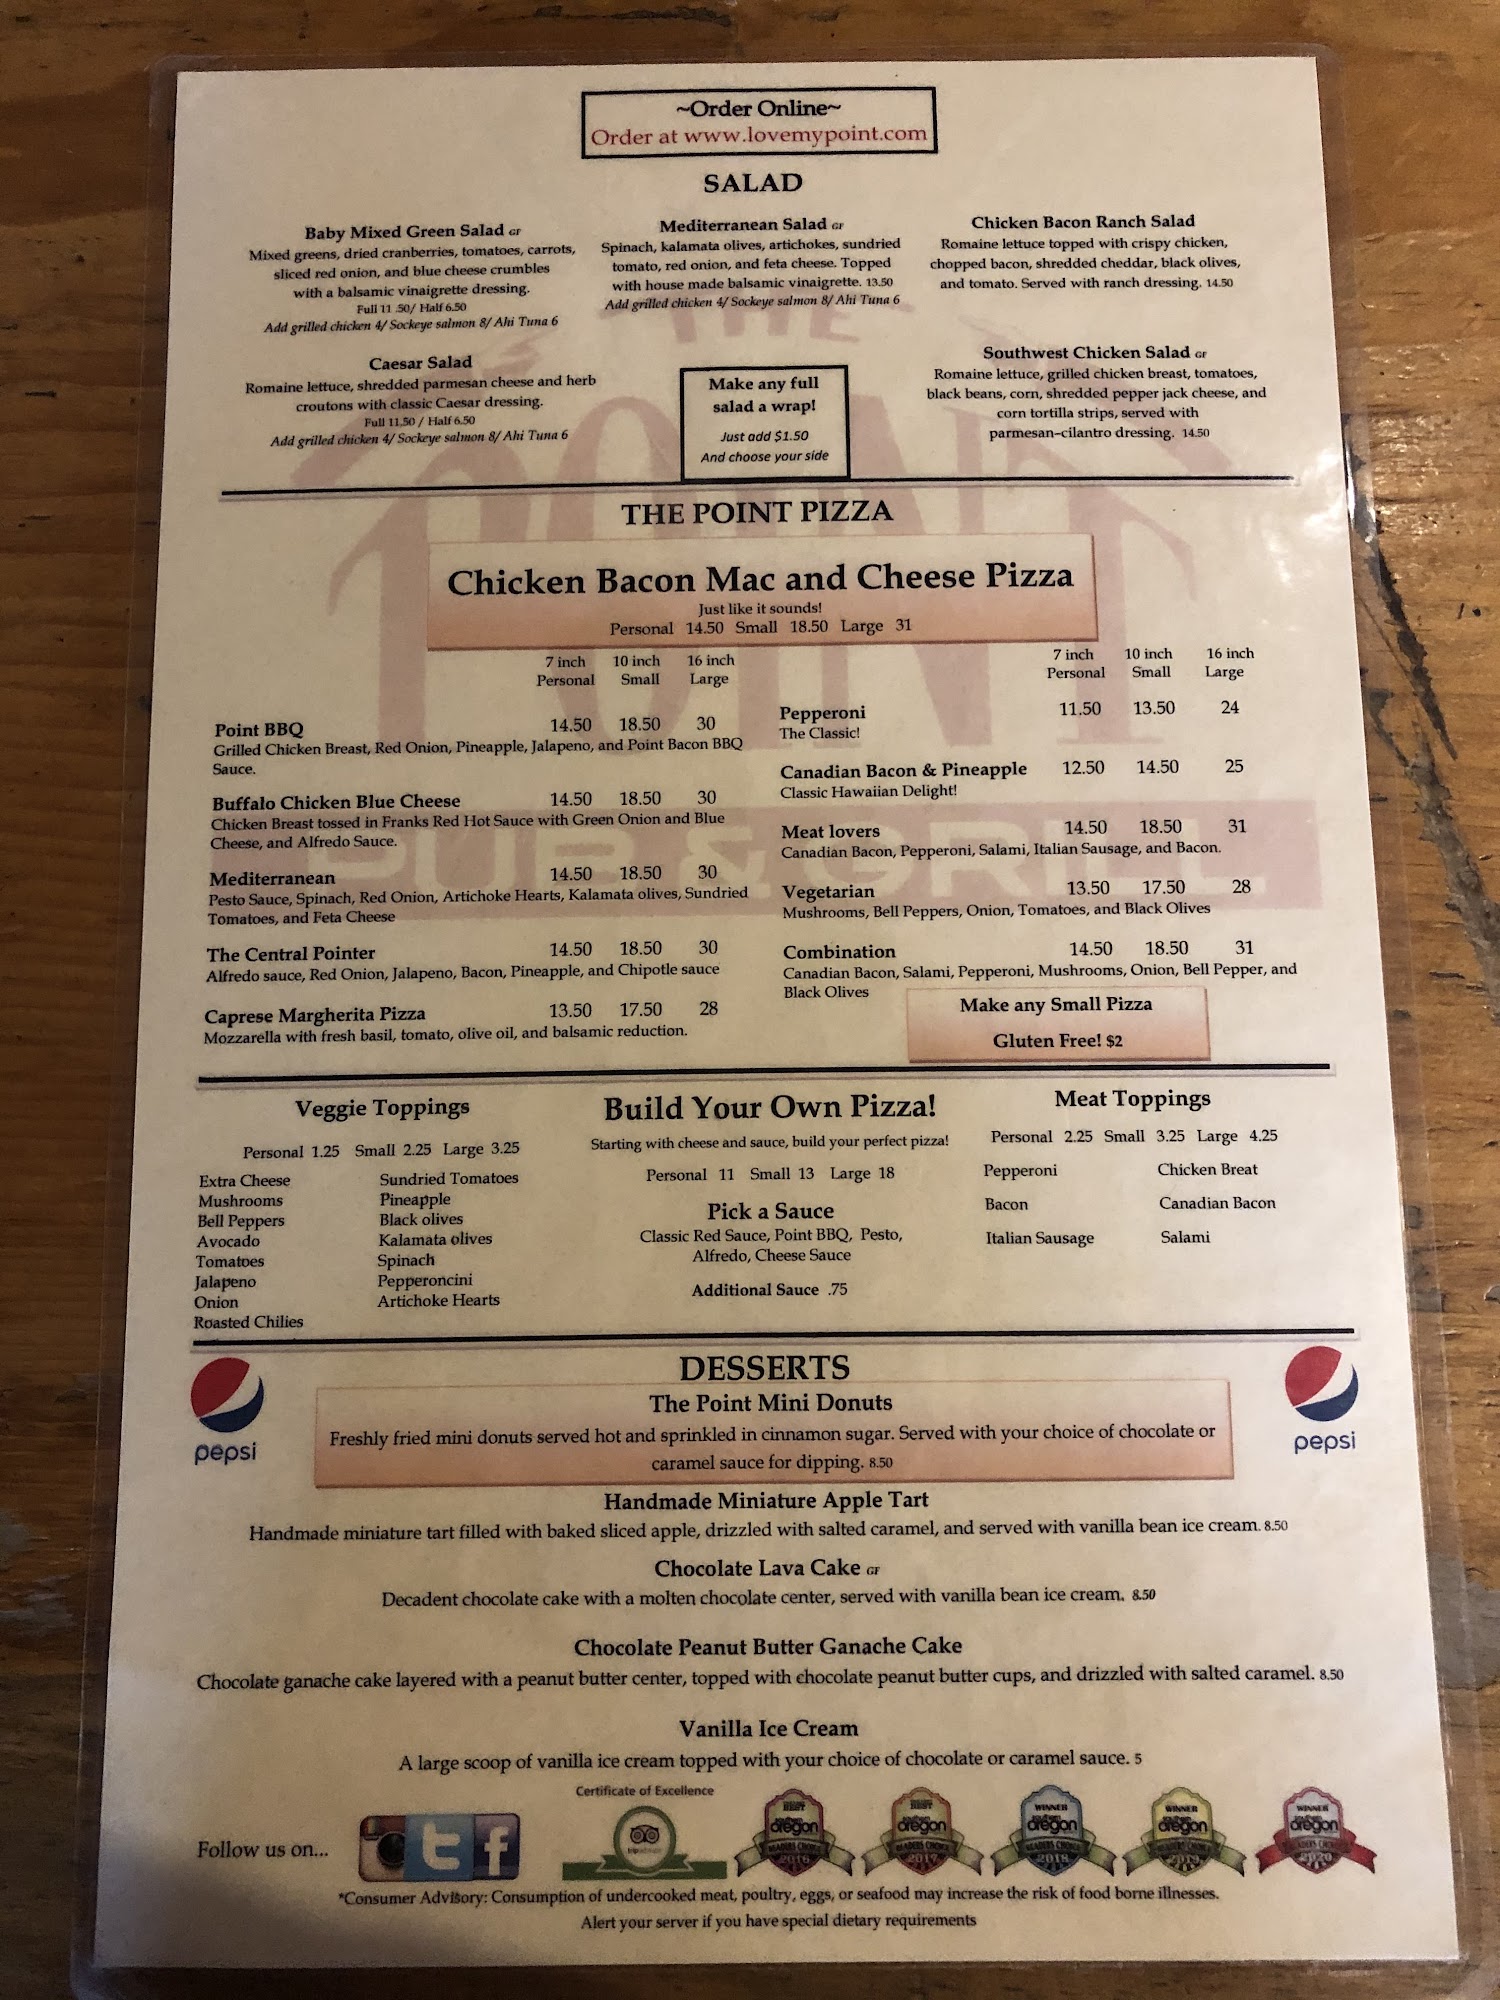 ~Order Online~
Order at www.lovemypoint.com
SALAD
Baby Mixed Green Salad GF
Mixed greens, dried cranberries, tomatoes, carrots,
sliced red onion, and blue cheese crumbles
with a balsamic vinaigrette dressing.
Full 11 .50/ Half 6.50
Add grilled chicken 4/ Sockeye salmon 8/ Ahi Tuna 6
Caesar Salad
Romaine lettuce, shredded parmesan cheese and herb
croutons with classic Caesar dressing.
Full 11.50 / Half 6.50
Add grilled chicken 4/ Sockeye salmon 8/ Ahi Tuna 6
Mediterranean Salad GF
Spinach, kalamata olives, artichokes, sundried
tomato, red onion, and feta cheese. Topped
with house made balsamic vinaigrette. 13.50
Add grilled chicken 4/ Sockeye salmon 8/ Ahi Tuna 6
Make any full
salad a wrap!
Just add $1.50
And choose your side
Chicken Bacon Ranch Salad
Romaine lettuce topped with crispy chicken,
chopped bacon, shredded cheddar, black olives,
and tomato. Served with ranch dressing. 14.50
Southwest Chicken Salad GF
Romaine lettuce, grilled chicken breast, tomatoes,
black beans, corn, shredded pepper jack cheese, and
corn tortilla strips, served with
parmesan-cilantro dressing. 14.50
THE POINT PIZZA
Chicken Bacon Mac and Cheese Pizza
Just like it sounds!
Personal 14.50 Small 18.50 Large 31
7 inch 10 inch 16 inch
Personal Small Large
Point BBQ 14.50 18.50 30
Grilled Chicken Breast, Red Onion, Pineapple, Jalapeno, and Point Bacon BBQ
Sauce.
Buffalo Chicken Blue Cheese 14.50 18.50 30
Chicken Breast tossed in Franks Red Hot Sauce with Green Onion and Blue
Cheese, and Alfredo Sauce.
Mediterranean 14.50 18.50 30
Pesto Sauce, Spinach, Red Onion, Artichoke Hearts, Kalamata olives, Sundried
Tomatoes, and Feta Cheese
The Central Pointer 14.50 18.50 30
Alfredo sauce, Red Onion, Jalapeno, Bacon, Pineapple, and Chipotle sauce
Caprese Margherita Pizza 13.50 17.50 28
Mozzarella with fresh basil, tomato, olive oil, and balsamic reduction.
7 inch 10 inch 16 inch
Personal Small Large
Pepperoni 11.50 13.50 24
The Classic!
Canadian Bacon & Pineapple 12.50 14.50 25
Classic Hawaiian Delight!
Meat lovers 14.50 18.50 31
Canadian Bacon, Pepperoni, Salami, Italian Sausage, and Bacon.
Vegetarian 13.50 17.50 28
Mushrooms, Bell Peppers, Onion, Tomatoes, and Black Olives
Combination 14.50 18.50 31
Canadian Bacon, Salami, Pepperoni, Mushrooms, Onion, Bell Pepper, and
Black Olives
Make any Small Pizza
Gluten Free! $2
THE
POINT
PUB & GRILL
Veggie Toppings
Personal 1.25 Small 2.25 Large 3.25
Extra Cheese Sundried Tomatoes
Mushrooms Pineapple
Bell Peppers Black olives
Avocado Kalamata olives
Tomatoes Spinach
Jalapeno Pepperoncini
Onion Artichoke Hearts
Roasted Chilies
Build Your Own Pizza!
Starting with cheese and sauce, build your perfect pizza!
Personal 11 Small 13 Large 18
Pick a Sauce
Classic Red Sauce, Point BBQ, Pesto,
Alfredo, Cheese Sauce
Additional Sauce .75
Meat Toppings
Personal 2.25 Small 3.25 Large 4.25
Pepperoni Chicken Breat
Bacon Canadian Bacon
Italian Sausage Salami
pepsi
DESSERTS
The Point Mini Donuts
Freshly fried mini donuts served hot and sprinkled in cinnamon sugar. Served with your choice of chocolate or
caramel sauce for dipping. 8.50
pepsi
Handmade Miniature Apple Tart
Handmade miniature tart filled with baked sliced apple, drizzled with salted caramel, and served with vanilla bean ice cream. 8.50
Chocolate Lava Cake GF
Decadent chocolate cake with a molten chocolate center, served with vanilla bean ice cream. 8.50
Chocolate Peanut Butter Ganache Cake
Chocolate ganache cake layered with a peanut butter center, topped with chocolate peanut butter cups, and drizzled with salted caramel. 8.50
Vanilla Ice Cream
A large scoop of vanilla ice cream topped with your choice of chocolate or caramel sauce. 5
Follow us on...
Certificate of Excellence
BEST
oregon
READERS CHOICE
2016
BEST
oregon
READERS CHOICE
2017
WINNER
oregon
READERS CHOICE
2018
WINNER
oregon
READERS CHOICE
2019
WINNER
oregon
READERS CHOICE
2020
*Consumer Advisory: Consumption of undercooked meat, poultry, eggs, or seafood may increase the risk of food borne illnesses.
Alert your server if you have special dietary requirements